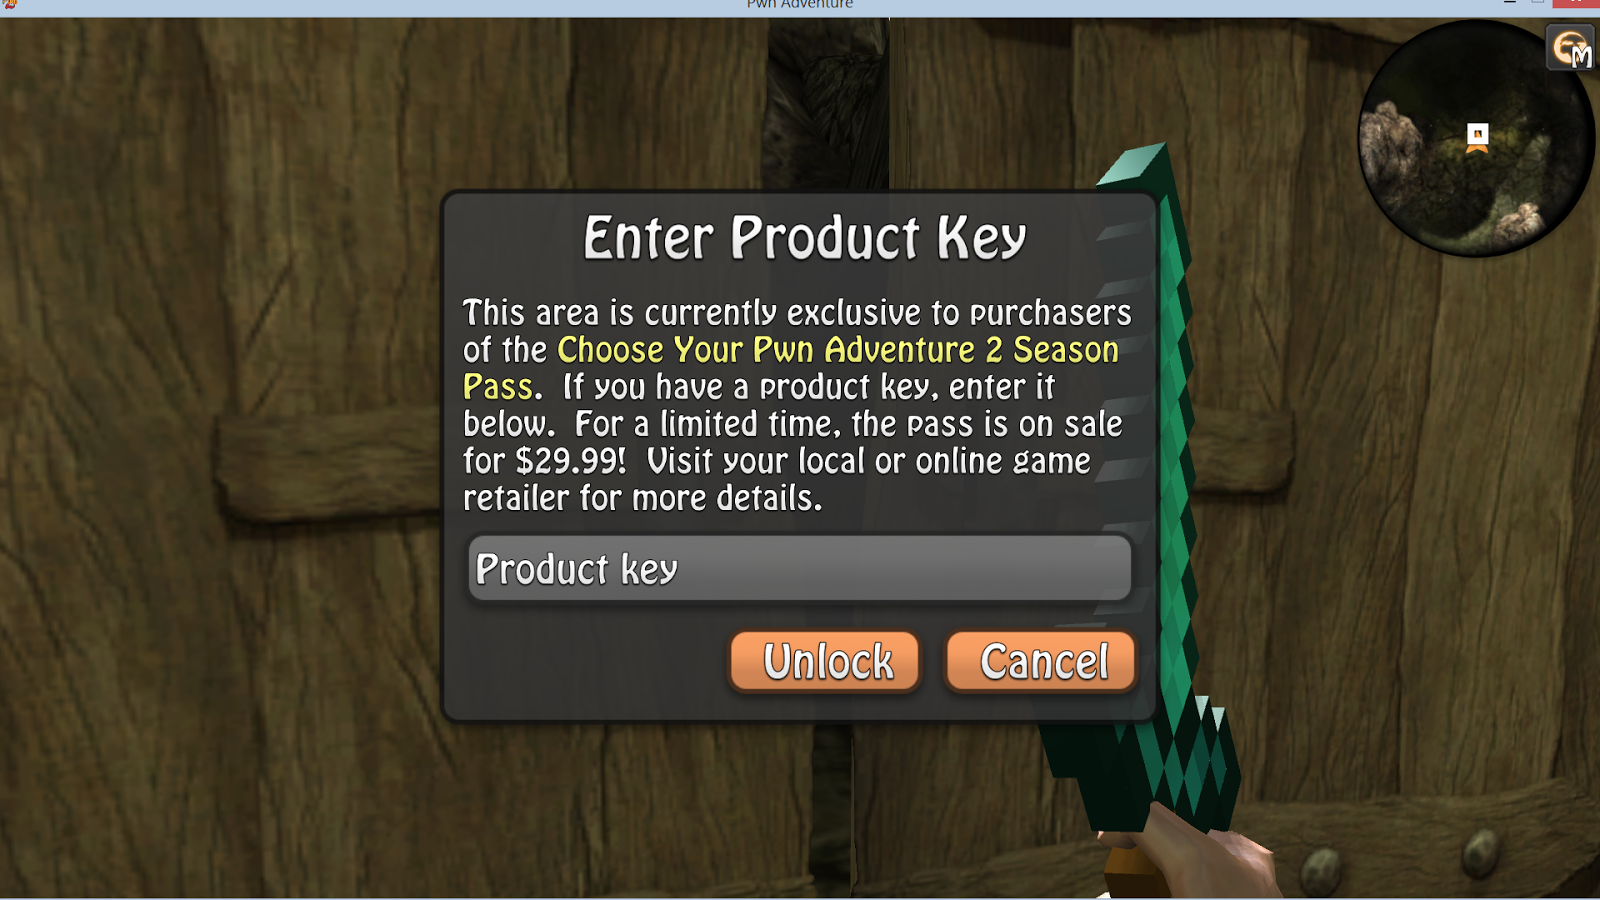 Pwn Adventure
M
Enter Product Key
This area is currently exclusive to purchasers
of the Choose Your Pwn Adventure 2 Season
Pass.  If you have a product key, enter it
below.  For a limited time, the pass is on sale
for $29.99!  Visit your local or online game
retailer for more details.
Product key
Unlock
Cancel